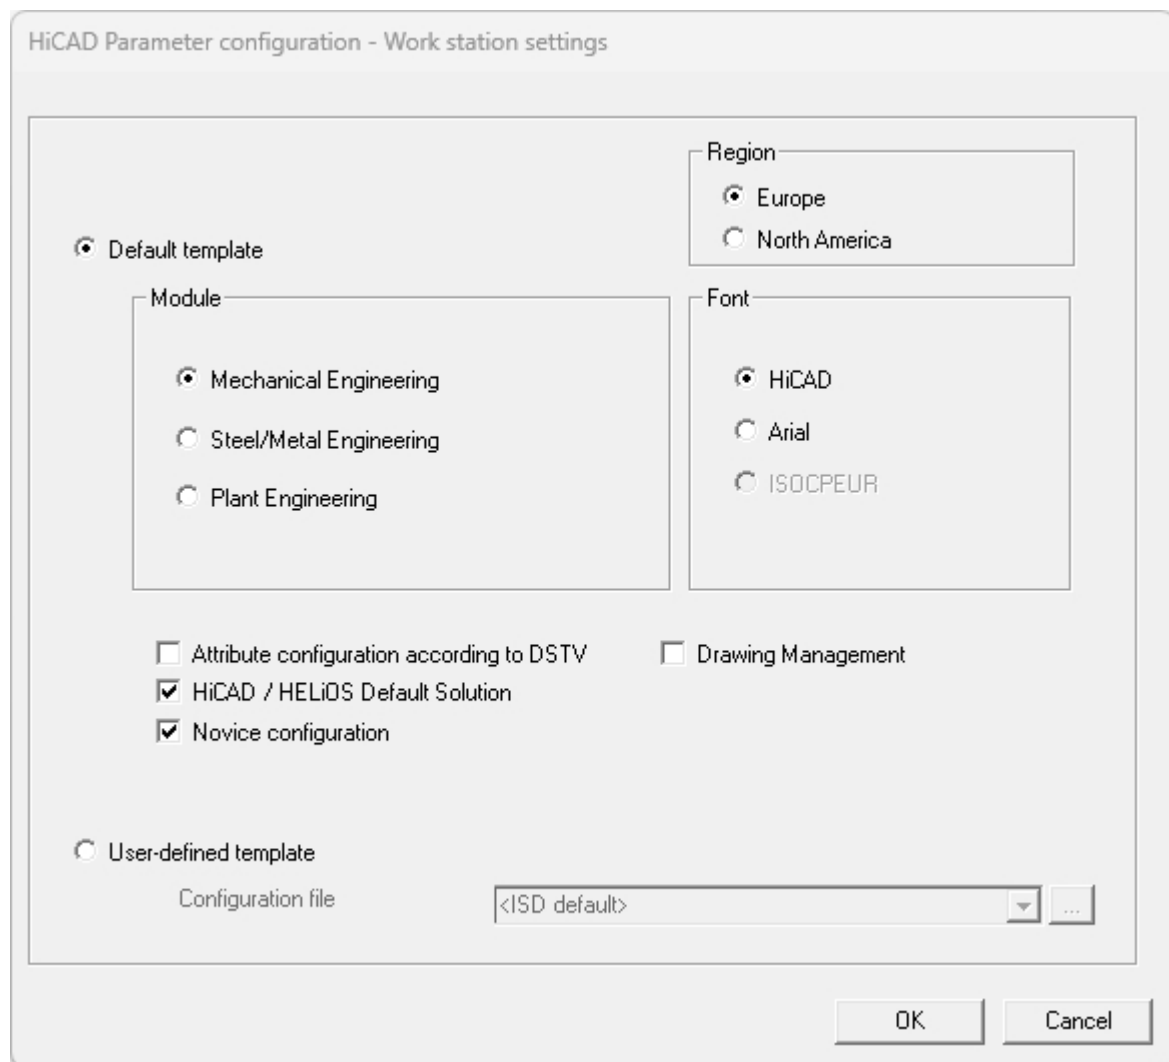 HiCAD Parameter configuration - Work station settings
Region
Europe
North America
Default template
Module
Mechanical Engineering
Steel/Metal Engineering
Plant Engineering
Font
HiCAD
Arial
ISOCPEUR
Attribute configuration according to DSTV
Drawing Management
HiCAD / HELiOS Default Solution
Novice configuration
User-defined template
Configuration file
<ISD default>
...
OK
Cancel